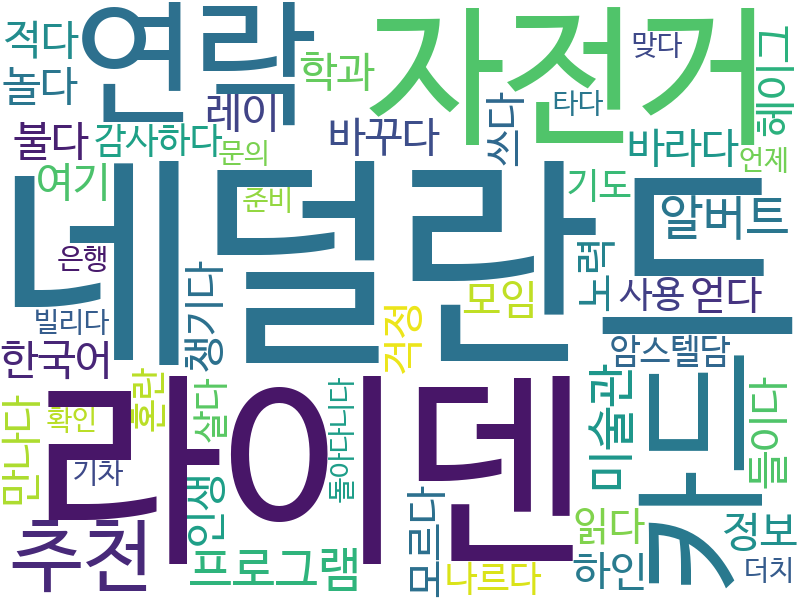 적다
연락
자전거
헤이그
맞다
놀다
레이
학과
쓰다
타다
불다
감사하다
바꾸다
바라다
언제
문의
여기
네덜란드
준비
기도
알버트
은행
챙기다
노력
사용
얻다
모임
걱정
빌리다
한국어
암스텔담
혼란
라이덴
카드
미술관
들이다
만나다
확인
살다
돌아다니다
기차
인생
추천
프로그램
모르다
나르다
읽다
하인
정보
더치